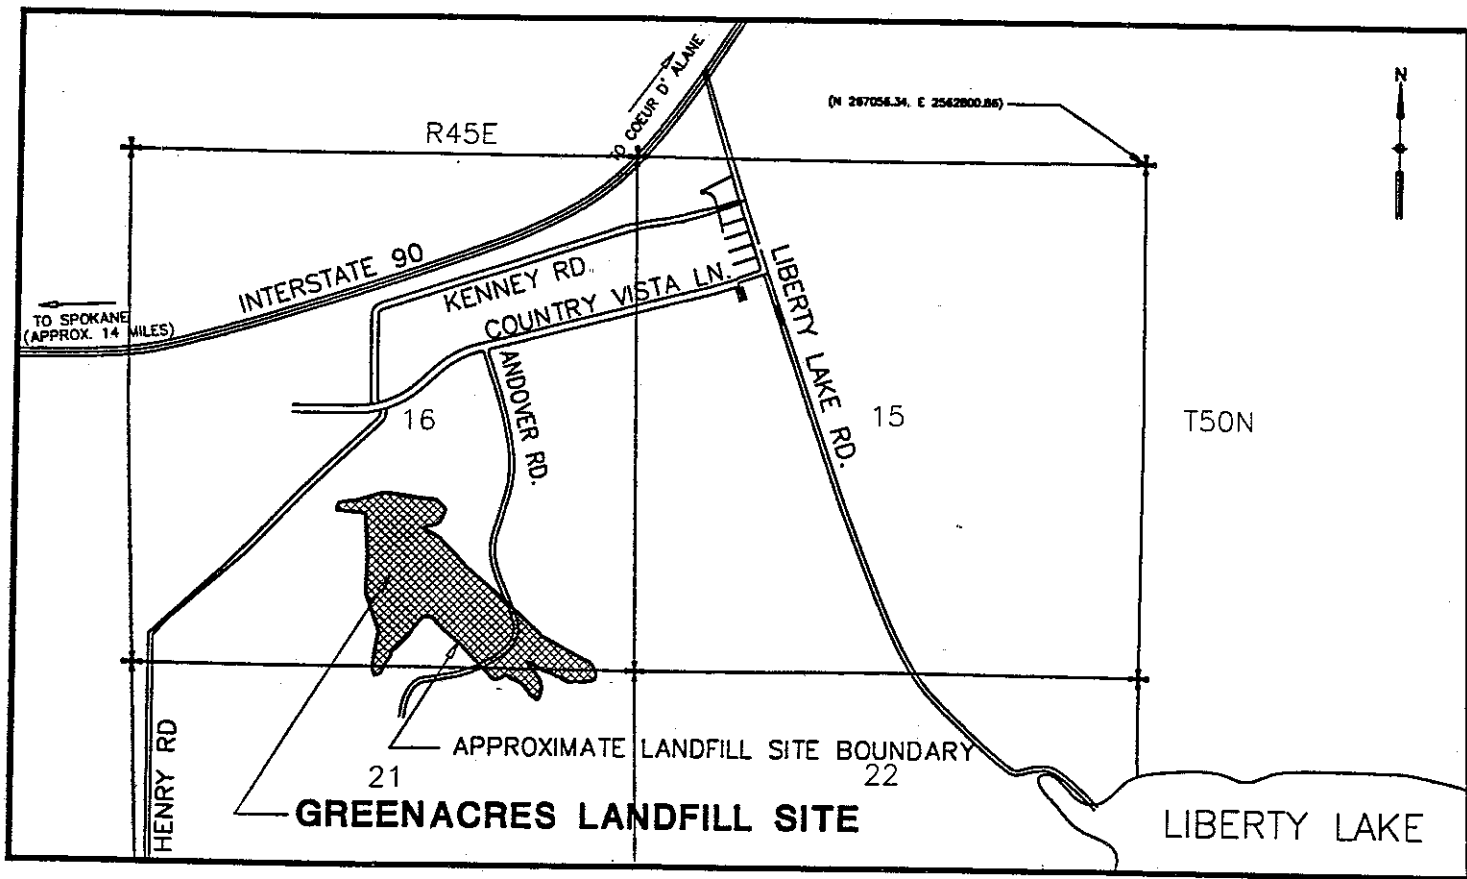 N
(N 267056.34, E 2562800.86)
TO COEUR D' ALANE
R45E
INTERSTATE 90
KENNEY RD.
COUNTRY VISTA LN.
LIBERTY LAKE RD.
TO SPOKANE
(APPROX. 14 MILES)
ANDOVER RD.
16
15
T50N
HENRY RD
APPROXIMATE LANDFILL SITE BOUNDARY
21
22
GREENACRES LANDFILL SITE
LIBERTY LAKE